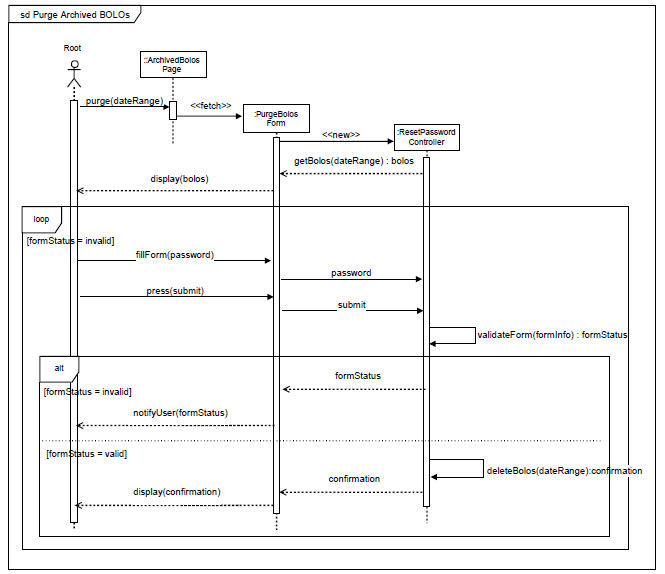 sd Purge Archived BOLOs
Root
::ArchivedBolos
Page
purge(dateRange)
<<fetch>>
:PurgeBolos
Form
<<new>>
:ResetPassword
Controller
getBolos(dateRange) : bolos
display(bolos)
loop
[formStatus = invalid]
fillForm(password)
password
press(submit)
submit
validateForm(formInfo) : formStatus
alt
formStatus
[formStatus = invalid]
notifyUser(formStatus)
[formStatus = valid]
deleteBolos(dateRange):confirmation
confirmation
display(confirmation)